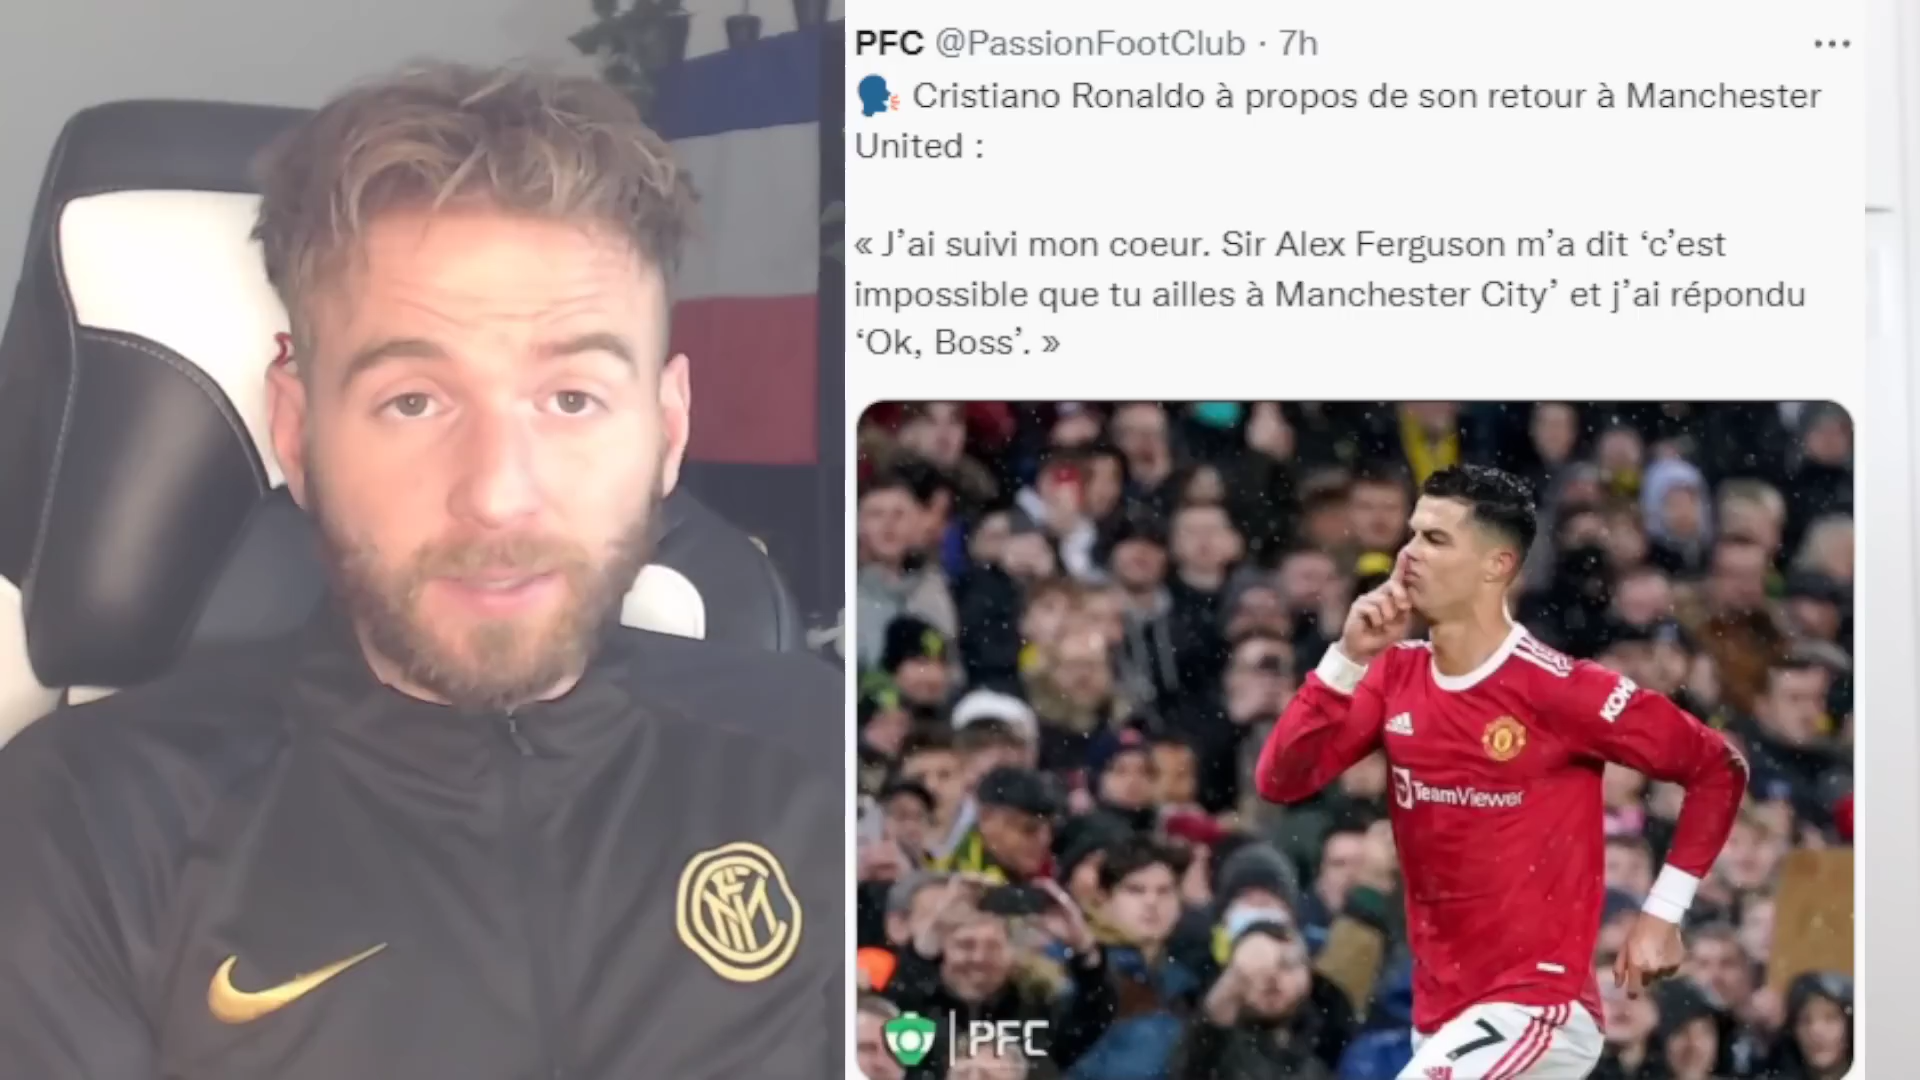 PFC @PassionFootClub · 7h
Cristiano Ronaldo à propos de son retour à Manchester
United :
« J’ai suivi mon coeur. Sir Alex Ferguson m’a dit ‘c’est
impossible que tu ailles à Manchester City’ et j’ai répondu
‘Ok, Boss’. »
KOH
TeamViewer
7
PFC